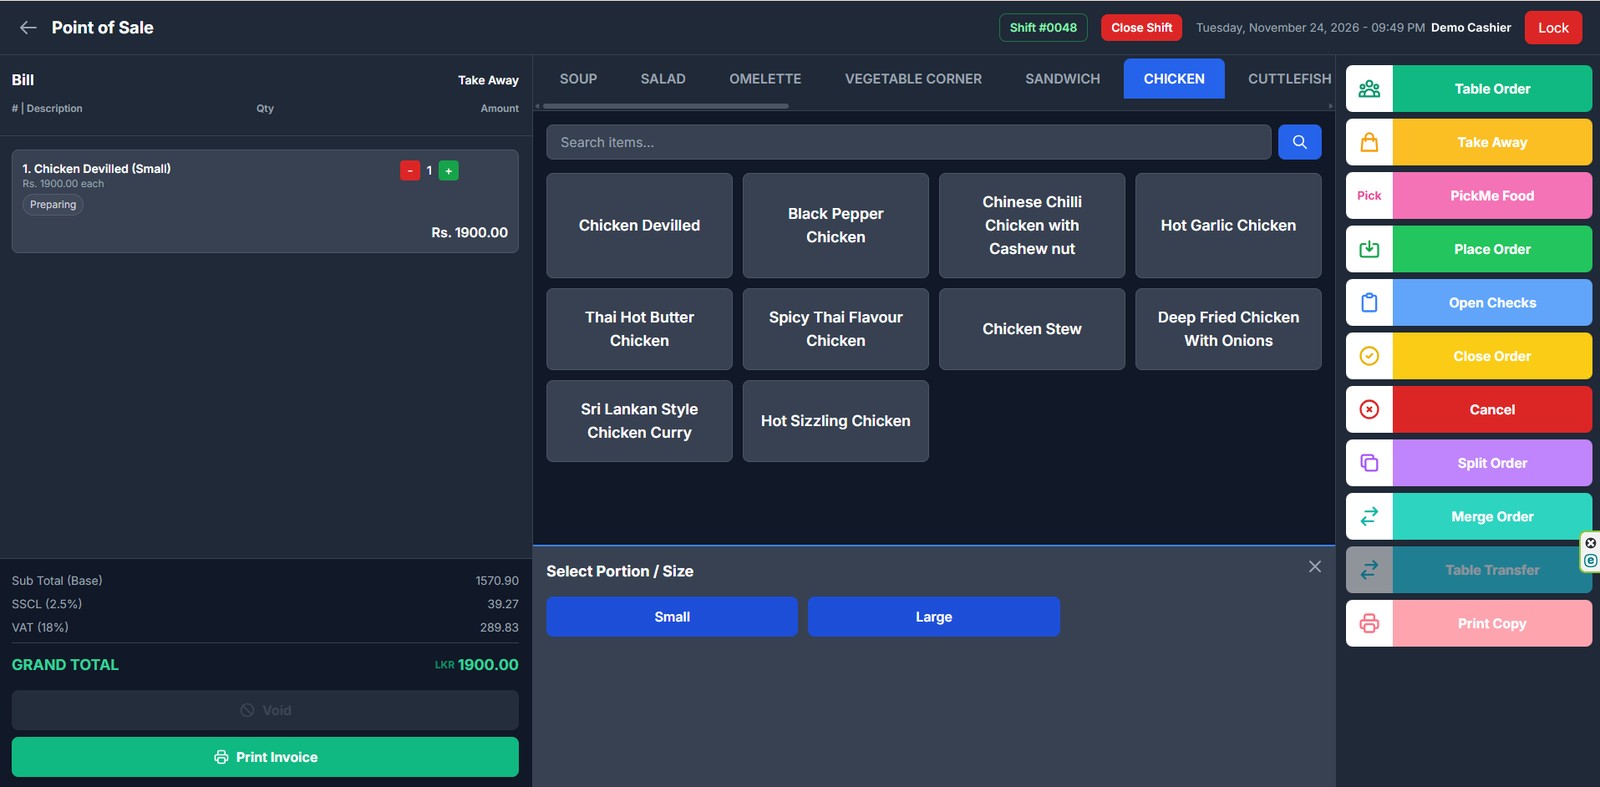 Point of Sale
Shift #0048
Close Shift
Tuesday, November 24, 2026 - 09:49 PM
Demo Cashier
Lock
Bill
Take Away
# | Description
Qty
Amount
1. Chicken Devilled (Small)
Rs. 1900.00 each
Preparing
- 1 +
Rs. 1900.00
Sub Total (Base)
1570.90
SSCL (2.5%)
39.27
VAT (18%)
289.83
GRAND TOTAL
LKR 1900.00
Void
Print Invoice
SOUP
SALAD
OMELETTE
VEGETABLE CORNER
SANDWICH
CHICKEN
CUTTLEFISH
Search items...
Chicken Devilled
Black Pepper
Chicken
Chinese Chilli
Chicken with
Cashew nut
Hot Garlic Chicken
Thai Hot Butter
Chicken
Spicy Thai Flavour
Chicken
Chicken Stew
Deep Fried Chicken
With Onions
Sri Lankan Style
Chicken Curry
Hot Sizzling Chicken
Select Portion / Size
Small
Large
Table Order
Take Away
Pick
PickMe Food
Place Order
Open Checks
Close Order
Cancel
Split Order
Merge Order
Table Transfer
Print Copy